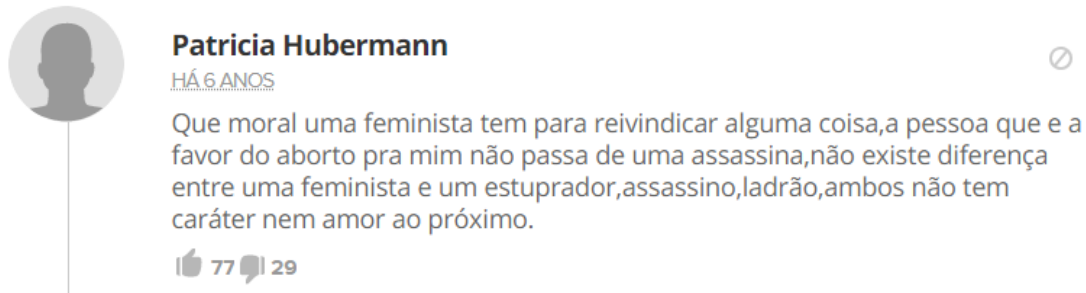 Patricia Hubermann
HÁ 6 ANOS
Que moral uma feminista tem para reivindicar alguma coisa,a pessoa que e a
favor do aborto pra mim não passa de uma assassina,não existe diferença
entre uma feminista e um estuprador,assassino,ladrão,ambos não tem
caráter nem amor ao próximo.
77 29